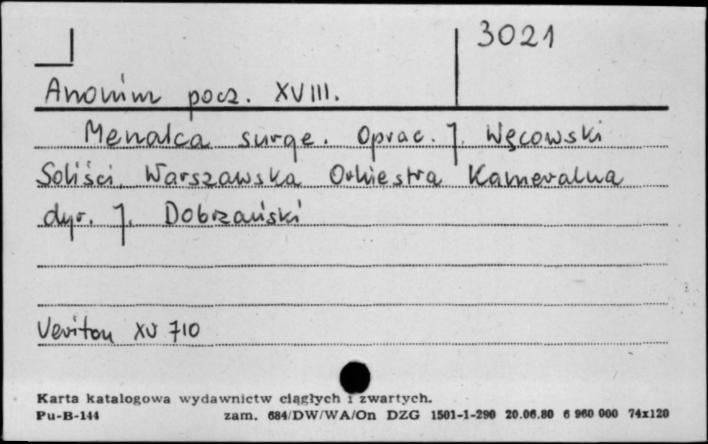 3021
Anonim pocz. XVIII.
Menalca surge. Oprac. J. Węcowski
Soliści, Warszawska Orkiestra Kameralna
dyr. J. Dobrzański
Veriton XV 710
Karta katalogowa wydawnictw ciągłych i zwartych.
Pu-B-144 zam. 684/DW/WA/On DZG 1501-1-290 20.06.80 6 960 000 74x120